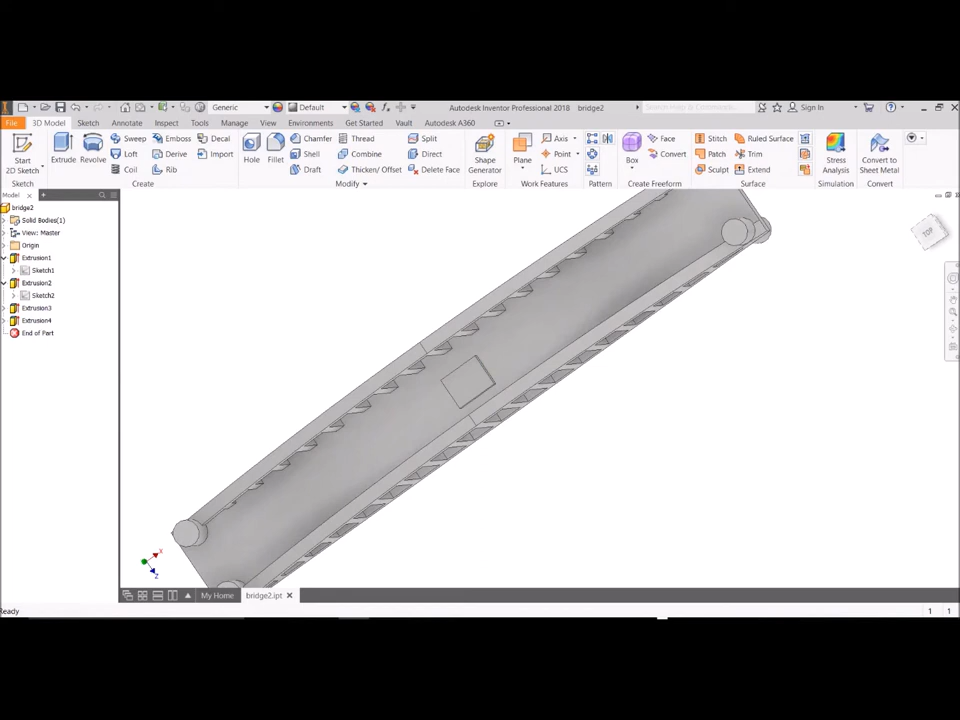 Generic Default Autodesk Inventor Professional 2018 bridge2 Search Help & Commands... Sign In
File 3D Model Sketch Annotate Inspect Tools Manage View Environments Get Started Vault Autodesk A360
Start 2D Sketch Extrude Revolve Sweep Emboss Decal Hole Fillet Chamfer Thread Split Shape Generator Plane Axis Box Face Stitch Ruled Surface Stress Analysis Convert to Sheet Metal
Loft Derive Import Shell Combine Direct Point Convert Patch Trim
Coil Rib Draft Thicken/ Offset Delete Face UCS Sculpt Extend
Sketch Create Modify Explore Work Features Pattern Create Freeform Surface Simulation Convert
Model
bridge2
Solid Bodies(1)
View: Master
Origin
Extrusion1
Sketch1
Extrusion2
Sketch2
Extrusion3
Extrusion4
End of Part
TOP
x
z
My Home bridge2.ipt
Ready 1 1